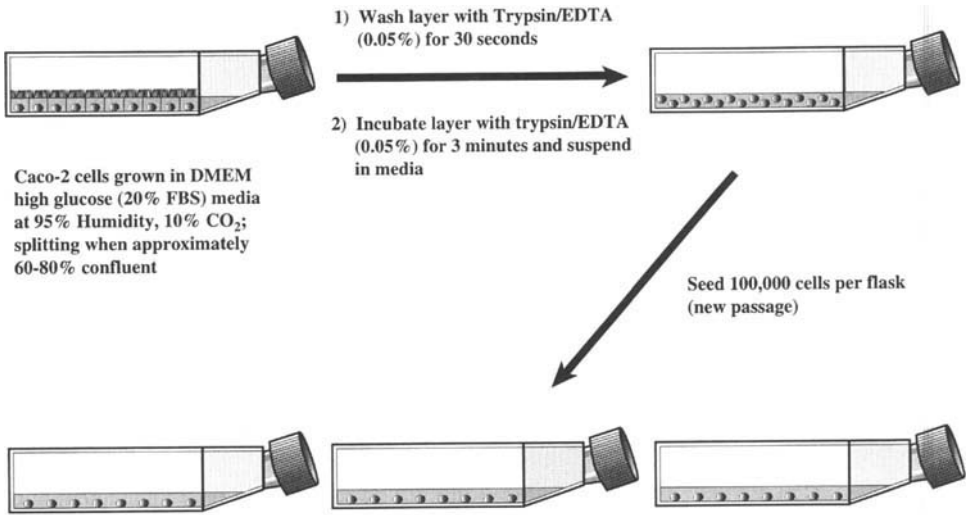 1) Wash layer with Trypsin/EDTA
(0.05%) for 30 seconds
2) Incubate layer with trypsin/EDTA
(0.05%) for 3 minutes and suspend
in media
Caco-2 cells grown in DMEM
high glucose (20% FBS) media
at 95% Humidity, 10% CO₂;
splitting when approximately
60-80% confluent
Seed 100,000 cells per flask
(new passage)